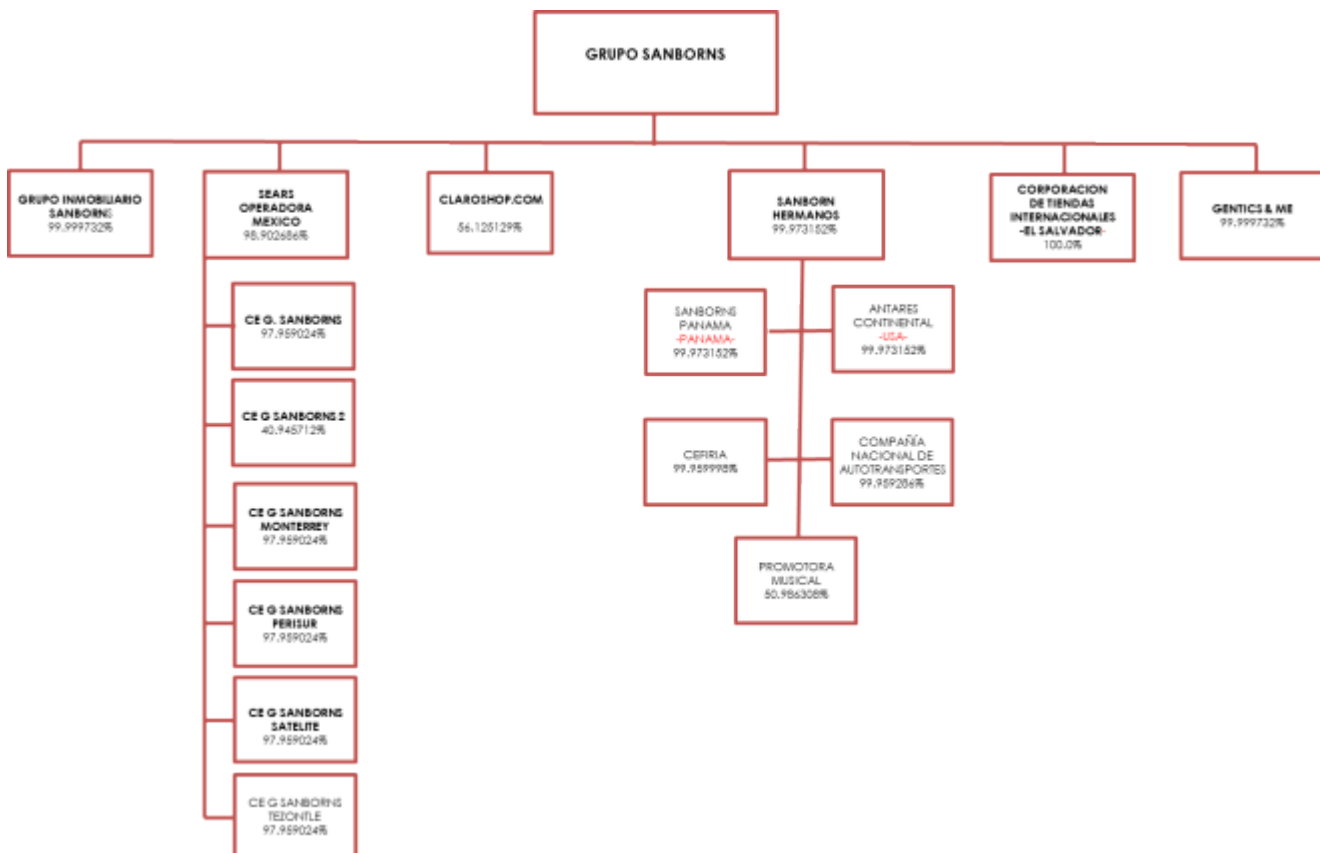 GRUPO SANBORNS
GRUPO INMOBILIARIO
SANBORNS
99.999732%
SEARS
OPERADORA
MEXICO
98.902686%
CLAROSHOP.COM
56.125129%
SANBORN
HERMANOS
99.973152%
CORPORACION
DE TIENDAS
INTERNACIONALES
-EL SALVADOR-
100.0%
GENTICS & ME
99.999732%
CE G. SANBORNS
97.959024%
CE G SANBORNS 2
40.945712%
CE G SANBORNS
MONTERREY
97.959024%
CE G SANBORNS
PERISUR
97.959024%
CE G SANBORNS
SATELITE
97.959024%
CE G SANBORNS
TEZONTLE
97.959024%
SANBORNS
PANAMA
-PANAMA-
99.973152%
ANTARES
CONTINENTAL
-USA-
99.973152%
CEFIRIA
99.959998%
COMPAÑÍA
NACIONAL DE
AUTOTRANSPORTES
99.959286%
PROMOTORA
MUSICAL
50.986308%